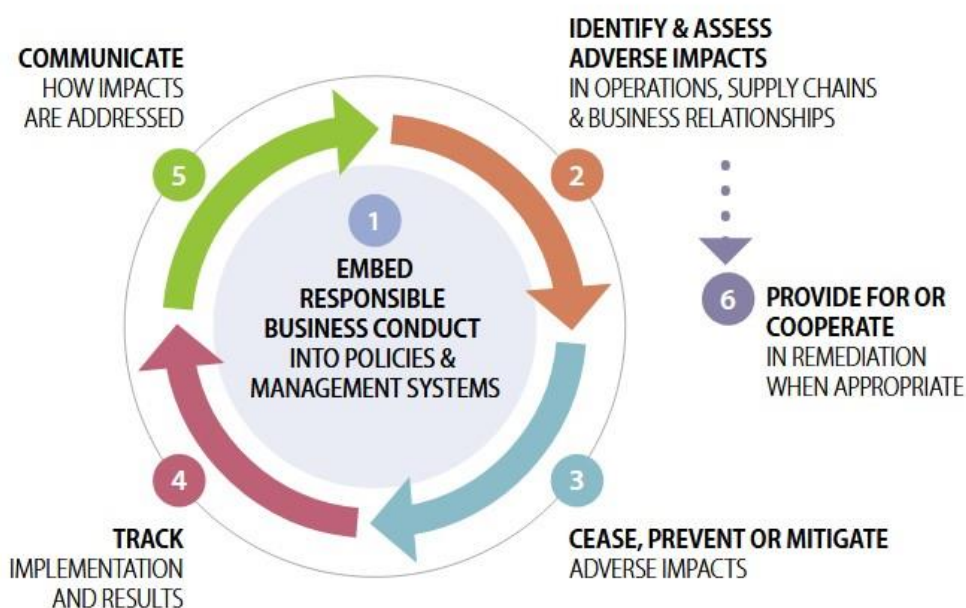 1
EMBED
RESPONSIBLE
BUSINESS CONDUCT
INTO POLICIES &
MANAGEMENT SYSTEMS
2
IDENTIFY & ASSESS
ADVERSE IMPACTS
IN OPERATIONS, SUPPLY CHAINS
& BUSINESS RELATIONSHIPS
3
CEASE, PREVENT OR MITIGATE
ADVERSE IMPACTS
4
TRACK
IMPLEMENTATION
AND RESULTS
5
COMMUNICATE
HOW IMPACTS
ARE ADDRESSED
6
PROVIDE FOR OR
COOPERATE
IN REMEDIATION
WHEN APPROPRIATE